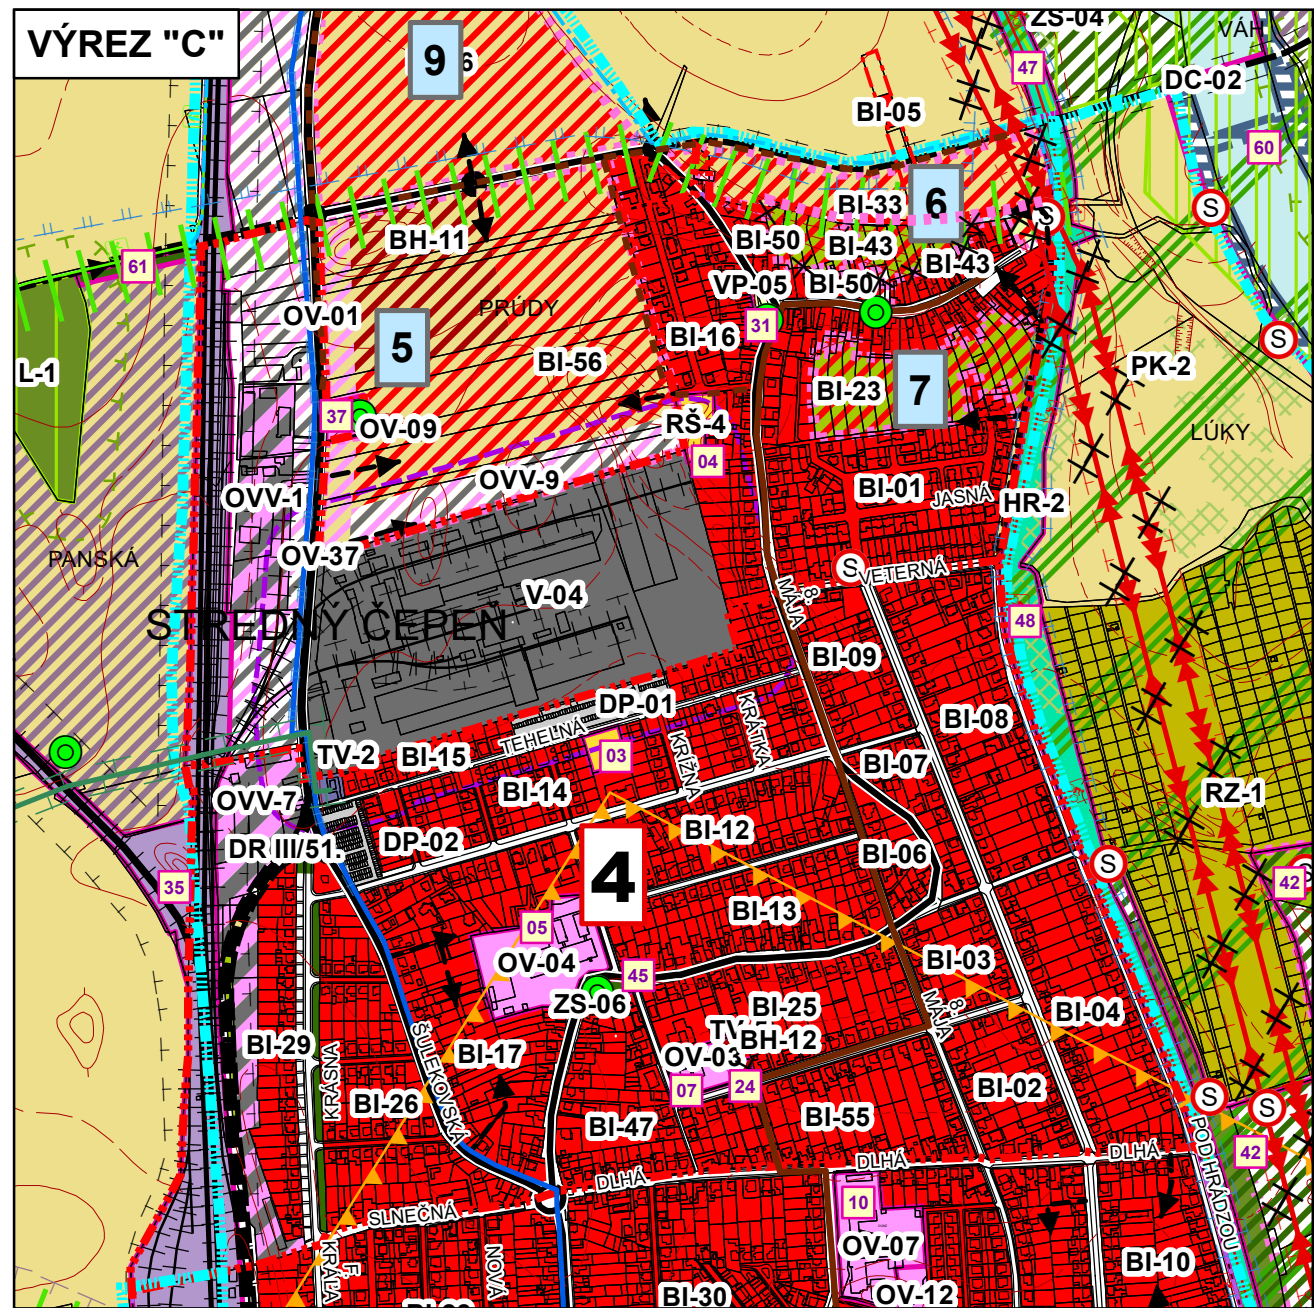 VÝREZ "C"
9
6
ZS-04
VÁH
47
DC-02
BI-05
60
S
BI-33
6
BH-11
BI-50
BI-43
BI-43
61
VP-05
BI-50
S
PRÚDY
OV-01
31
BI-16
S
5
BI-56
PK-2
L-1
BI-23
7
37
OV-09
RŠ-4
LÚKY
04
OVV-9
BI-01
JASNÁ
OVV-1
HR-2
OV-37
PANSKÁ
S
VETERNÁ
V-04
8.
MÁJA
STREDNÝ ČEPEŇ
48
BI-09
DP-01
KRÁTKA
BI-08
TEHELNÁ
TV-2
BI-15
03
KRÍŽNA
BI-07
OVV-7
BI-14
RZ-1
BI-12
DR III/51.
DP-02
BI-06
S
4
35
42
BI-13
05
OV-04
45
BI-03
ZS-06
BI-25
8.
MÁJA
BI-04
TV
BH-12
BI-29
ŠULEKOVSKÁ
BI-17
OV-03
KRÁSNA
07
24
BI-02
S
S
BI-26
BI-47
BI-55
POD HRÁDZOU
42
DLHÁ
DLHÁ
DLHÁ
10
SLNEČNÁ
F.
KRÁĽA
NOVÁ
OV-07
BI-10
BI-30
OV-12